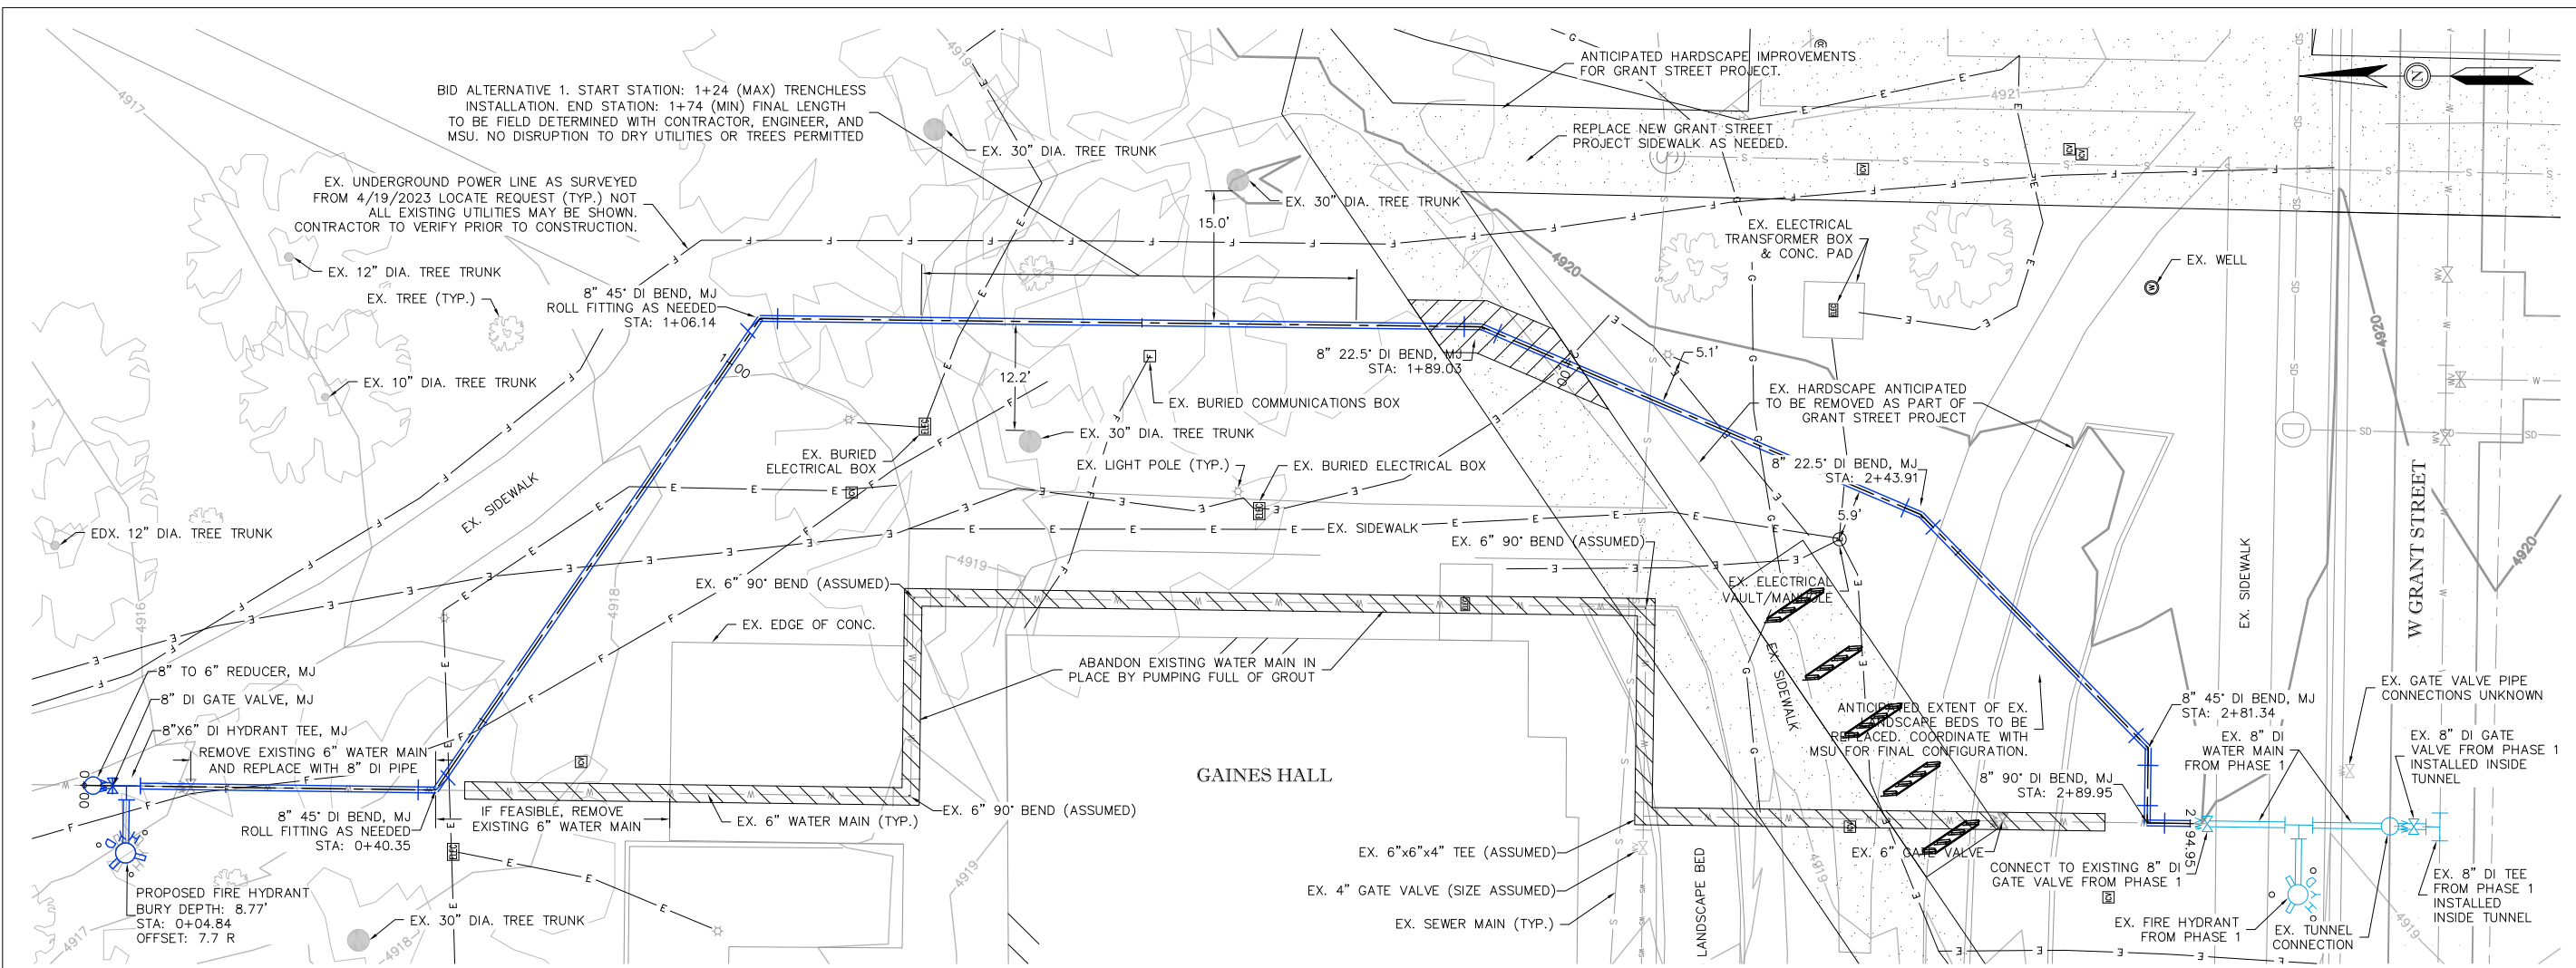 BID ALTERNATIVE 1. START STATION: 1+24 (MAX) TRENCHLESS
INSTALLATION. END STATION: 1+74 (MIN) FINAL LENGTH
TO BE FIELD DETERMINED WITH CONTRACTOR, ENGINEER, AND
MSU. NO DISRUPTION TO DRY UTILITIES OR TREES PERMITTED
EX. UNDERGROUND POWER LINE AS SURVEYED
FROM 4/19/2023 LOCATE REQUEST (TYP.) NOT
ALL EXISTING UTILITIES MAY BE SHOWN.
CONTRACTOR TO VERIFY PRIOR TO CONSTRUCTION.
EX. 12" DIA. TREE TRUNK
EX. TREE (TYP.)
8" 45° DI BEND, MJ
ROLL FITTING AS NEEDED
STA: 1+06.14
EX. 10" DIA. TREE TRUNK
EX. SIDEWALK
EDX. 12" DIA. TREE TRUNK
8" TO 6" REDUCER, MJ
8" DI GATE VALVE, MJ
8"X6" DI HYDRANT TEE, MJ
REMOVE EXISTING 6" WATER MAIN
AND REPLACE WITH 8" DI PIPE
8" 45° DI BEND, MJ
ROLL FITTING AS NEEDED
STA: 0+40.35
PROPOSED FIRE HYDRANT
BURY DEPTH: 8.77'
STA: 0+04.84
OFFSET: 7.7 R
EX. 30" DIA. TREE TRUNK
IF FEASIBLE, REMOVE
EXISTING 6" WATER MAIN
EX. 6" WATER MAIN (TYP.)
EX. 6" 90° BEND (ASSUMED)
EX. EDGE OF CONC.
EX. 6" 90° BEND (ASSUMED)
ABANDON EXISTING WATER MAIN IN
PLACE BY PUMPING FULL OF GROUT
EX. BURIED
ELECTRICAL BOX
12.2'
EX. 30" DIA. TREE TRUNK
EX. BURIED COMMUNICATIONS BOX
EX. LIGHT POLE (TYP.)
EX. BURIED ELECTRICAL BOX
EX. SIDEWALK
EX. 6" 90° BEND (ASSUMED)
EX. 30" DIA. TREE TRUNK
EX. 30" DIA. TREE TRUNK
15.0'
8" 22.5° DI BEND, MJ
STA: 1+89.03
5.1'
ANTICIPATED HARDSCAPE IMPROVEMENTS
FOR GRANT STREET PROJECT.
REPLACE NEW GRANT STREET
PROJECT SIDEWALK AS NEEDED.
EX. ELECTRICAL
TRANSFORMER BOX
& CONC. PAD
EX. WELL
EX. HARDSCAPE ANTICIPATED
TO BE REMOVED AS PART OF
GRANT STREET PROJECT
8" 22.5° DI BEND, MJ
STA: 2+43.91
5.9'
EX. ELECTRICAL
VAULT/MANHOLE
EX. SIDEWALK
ANTICIPATED EXTENT OF EX.
LANDSCAPE BEDS TO BE
REPLACED. COORDINATE WITH
MSU FOR FINAL CONFIGURATION.
GAINES HALL
EX. 6"x6"x4" TEE (ASSUMED)
EX. 4" GATE VALVE (SIZE ASSUMED)
EX. SEWER MAIN (TYP.)
LANDSCAPE BED
EX. 6" GATE VALVE
8" 90° DI BEND, MJ
STA: 2+89.95
CONNECT TO EXISTING 8" DI
GATE VALVE FROM PHASE 1
8" 45° DI BEND, MJ
STA: 2+81.34
EX. 8" DI
WATER MAIN
FROM PHASE 1
EX. SIDEWALK
W GRANT STREET
EX. GATE VALVE PIPE
CONNECTIONS UNKNOWN
EX. 8" DI GATE
VALVE FROM PHASE 1
INSTALLED INSIDE
TUNNEL
EX. 8" DI TEE
FROM PHASE 1
INSTALLED
INSIDE TUNNEL
EX. FIRE HYDRANT
FROM PHASE 1
EX. TUNNEL
CONNECTION
N
4917
4919
4921
4920
4920
4920
4916
4918
4919
4917
4918
4919
4919
4919